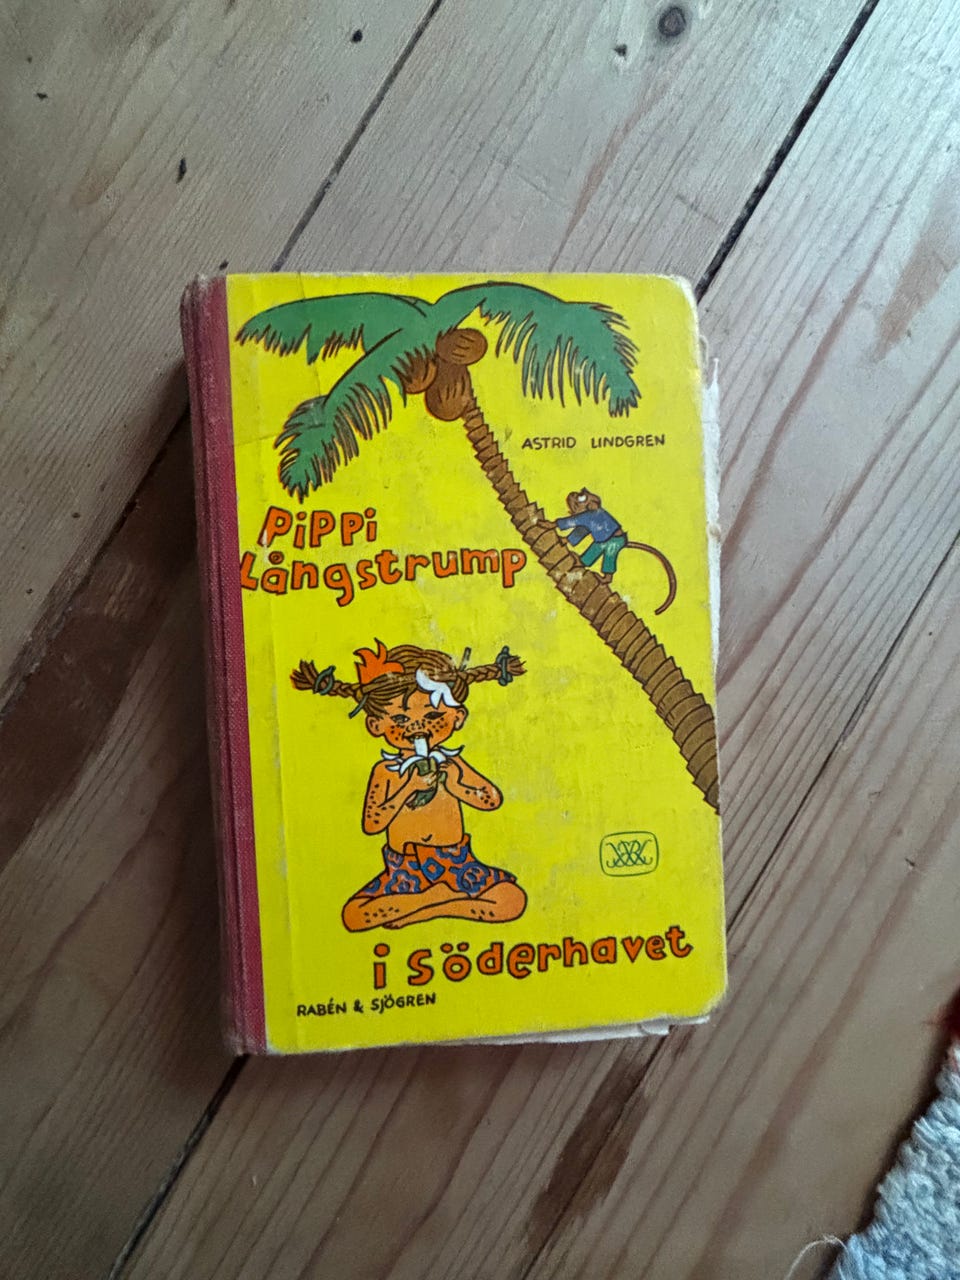 ASTRID LINDGREN
PiPPi
Långstrump
i Söderhavet
RABÉN & SJÖGREN